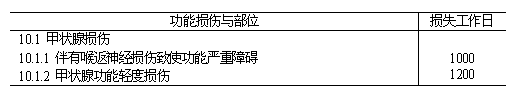 功能损伤与部位 损失工作日
10.1 甲状腺损伤
10.1.1 伴有喉返神经损伤致使功能严重障碍 1000
10.1.2 甲状腺功能轻度损伤 1200